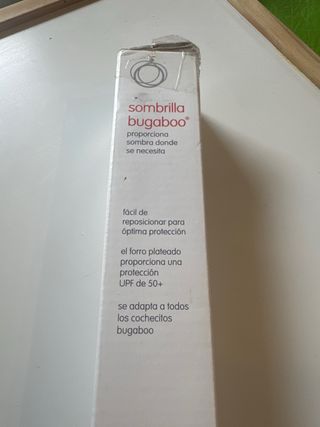 sombrilla
bugaboo®
proporciona
sombra donde
se necesita
fácil de
reposicionar para
óptima protección
el forro plateado
proporciona una
protección
UPF de 50+
se adapta a todos
los cochecitos
bugaboo